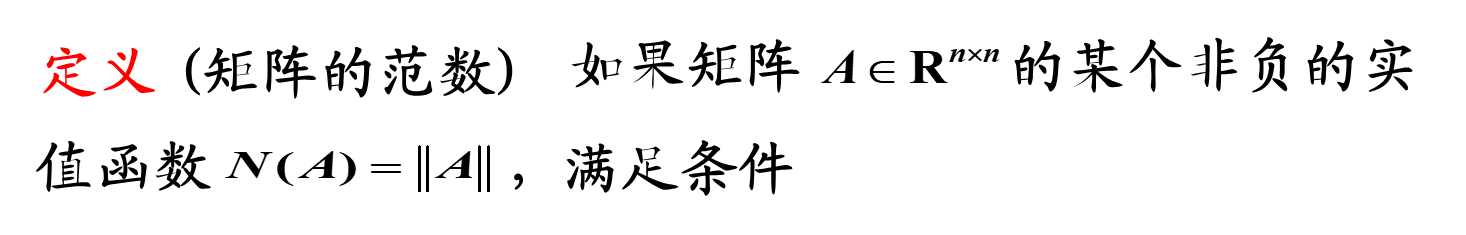 定义 (矩阵的范数) 如果矩阵 A∈R^{n×n} 的某个非负的实
值函数 N(A)=||A|| ，满足条件